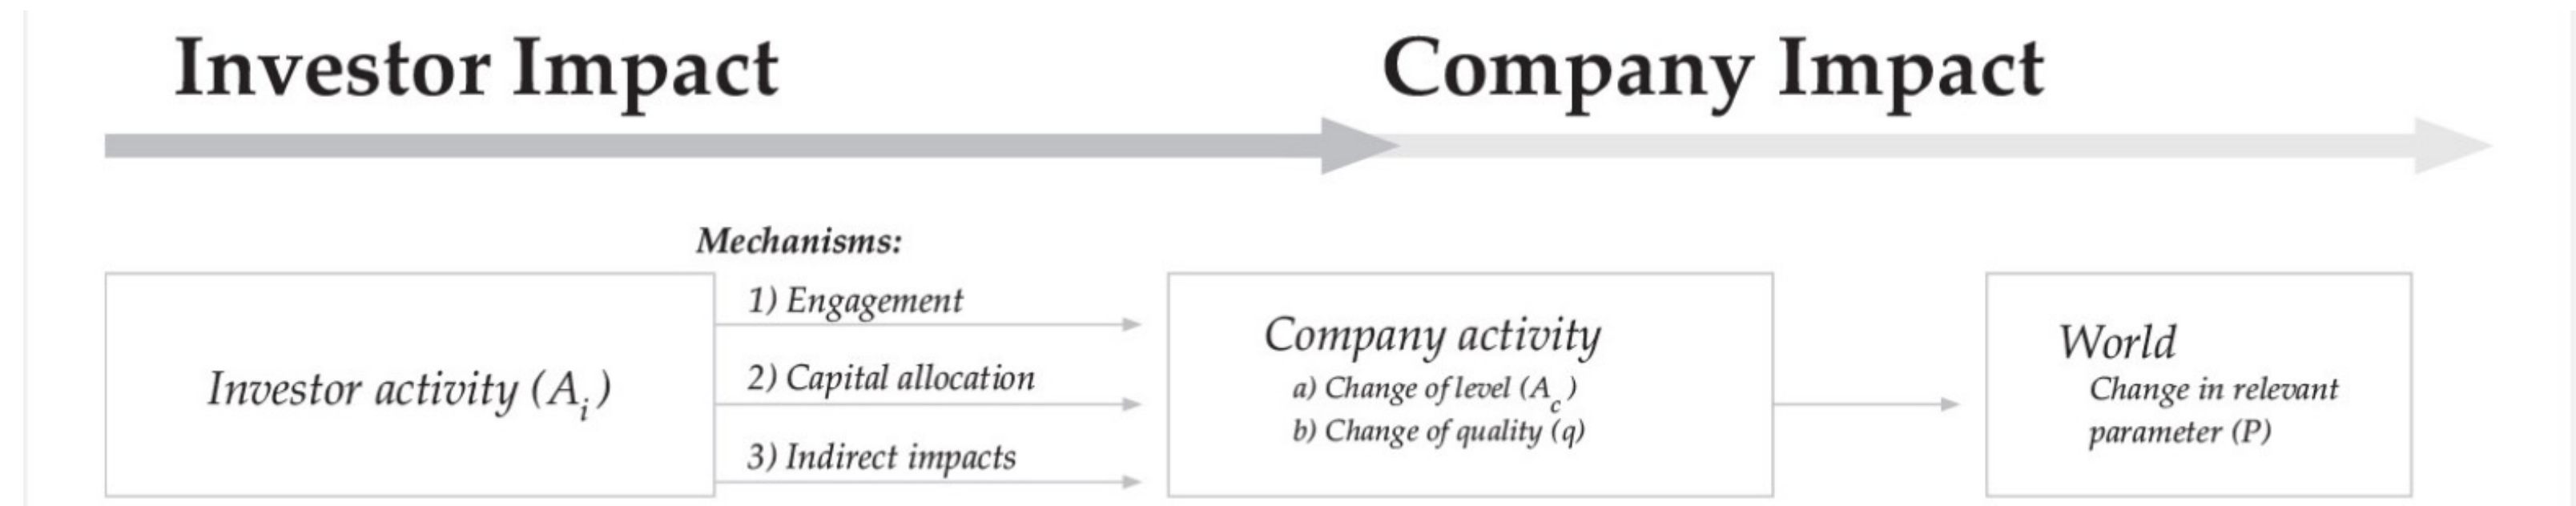 Investor Impact
Company Impact
Mechanisms:
Investor activity (Ai)
1) Engagement
2) Capital allocation
3) Indirect impacts
Company activity
a) Change of level (Ac)
b) Change of quality (q)
World
Change in relevant
parameter (P)